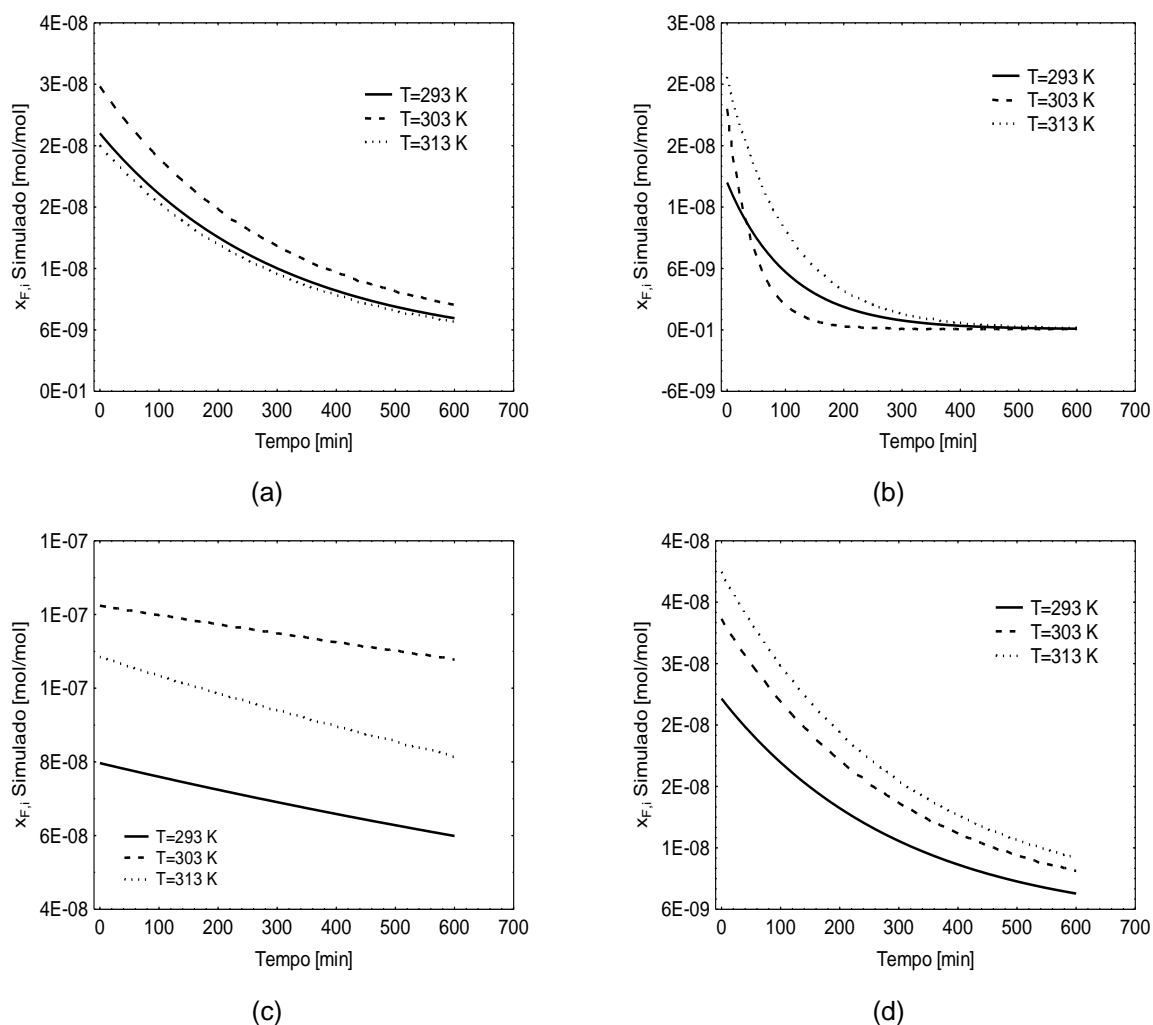 4E-08
3E-08
2E-08
2E-08
1E-08
6E-09
0E-01
x_F,i Simulado [mol/mol]
T=293 K
T=303 K
T=313 K
0 100 200 300 400 500 600 700
Tempo [min]
(a)
3E-08
2E-08
2E-08
1E-08
6E-09
0E-01
-6E-09
x_F,i Simulado [mol/mol]
T=293 K
T=303 K
T=313 K
0 100 200 300 400 500 600 700
Tempo [min]
(b)
1E-07
1E-07
1E-07
8E-08
6E-08
4E-08
x_F,i Simulado [mol/mol]
T=293 K
T=303 K
T=313 K
0 100 200 300 400 500 600 700
Tempo [min]
(c)
4E-08
4E-08
3E-08
2E-08
2E-08
1E-08
6E-09
x_F,i Simulado [mol/mol]
T=293 K
T=303 K
T=313 K
0 100 200 300 400 500 600 700
Tempo [min]
(d)